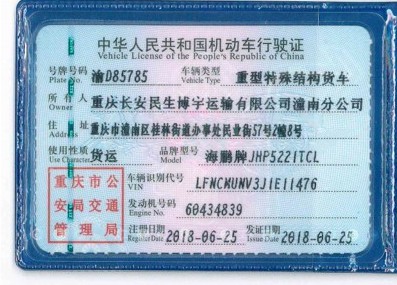 中华人民共和国机动车行驶证
Vehicle License of the People's Republic of China
号牌号码 渝D85785 车辆类型 重型特殊结构货车
Plate No. Vehicle Type
所有人 重庆长安民生博宇运输有限公司潼南分公司
Owner
住址 重庆市潼南区桂林街道办事处民业街57号2幢8号
Address
使用性质 货运 品牌型号 海鹏牌JHP5221TCL
Use Character Model
重庆市公 车辆识别代号 LFNCMUNV3J1E11476
VIN
安局交通 发动机号码 60434839
Engine No.
管理局 注册日期 2018-06-25 发证日期 2018-06-25
Register Date Issue Date